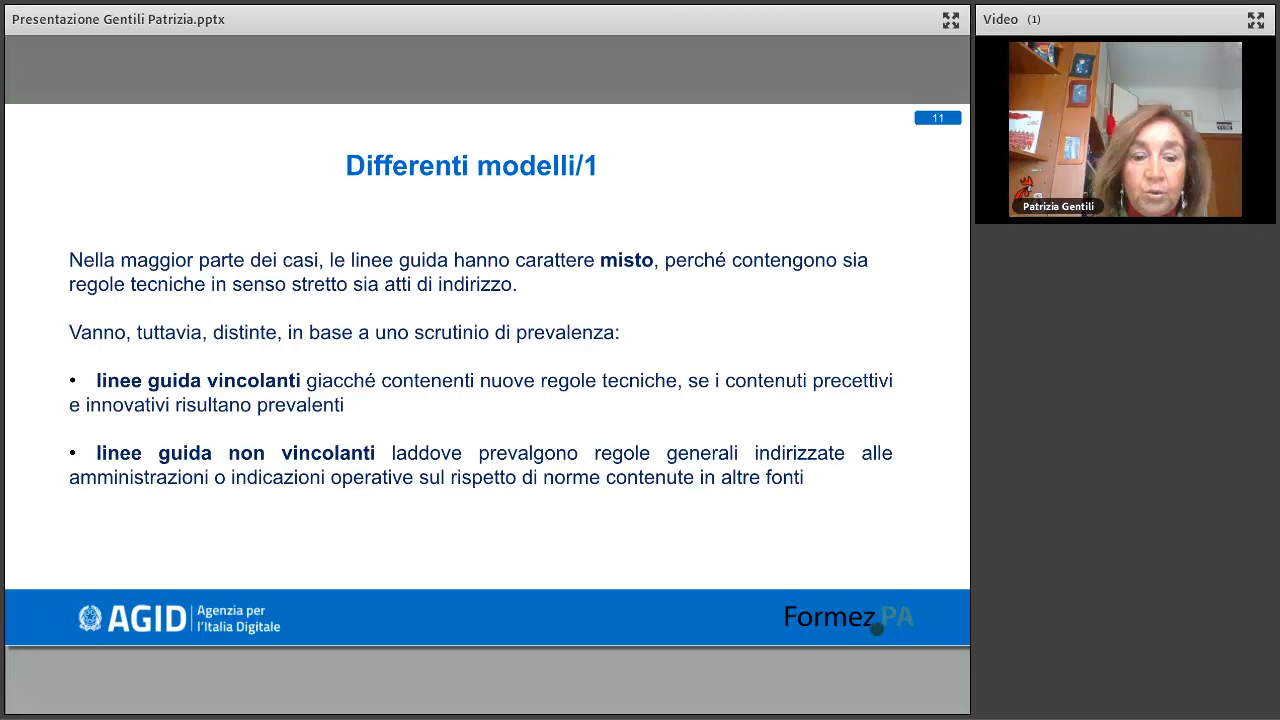 Presentazione Gentili Patrizia.pptx
Video (1)
11
Differenti modelli/1
Nella maggior parte dei casi, le linee guida hanno carattere misto, perché contengono sia
regole tecniche in senso stretto sia atti di indirizzo.
Vanno, tuttavia, distinte, in base a uno scrutinio di prevalenza:
• linee guida vincolanti giacché contenenti nuove regole tecniche, se i contenuti precettivi
e innovativi risultano prevalenti
• linee guida non vincolanti laddove prevalgono regole generali indirizzate alle
amministrazioni o indicazioni operative sul rispetto di norme contenute in altre fonti
Patrizia Gentili
AGID
Agenzia per
l'Italia Digitale
Formez PA